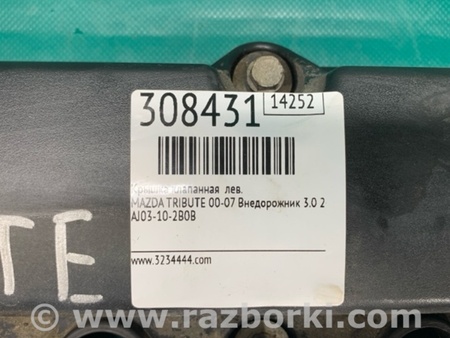 308431
14252
Крышка клапанная лев.
MAZDA TRIBUTE 00-07 Внедорожник 3.0 2
AJ03-10-2B0B
www.3234444.com
TE
www.razborki.com